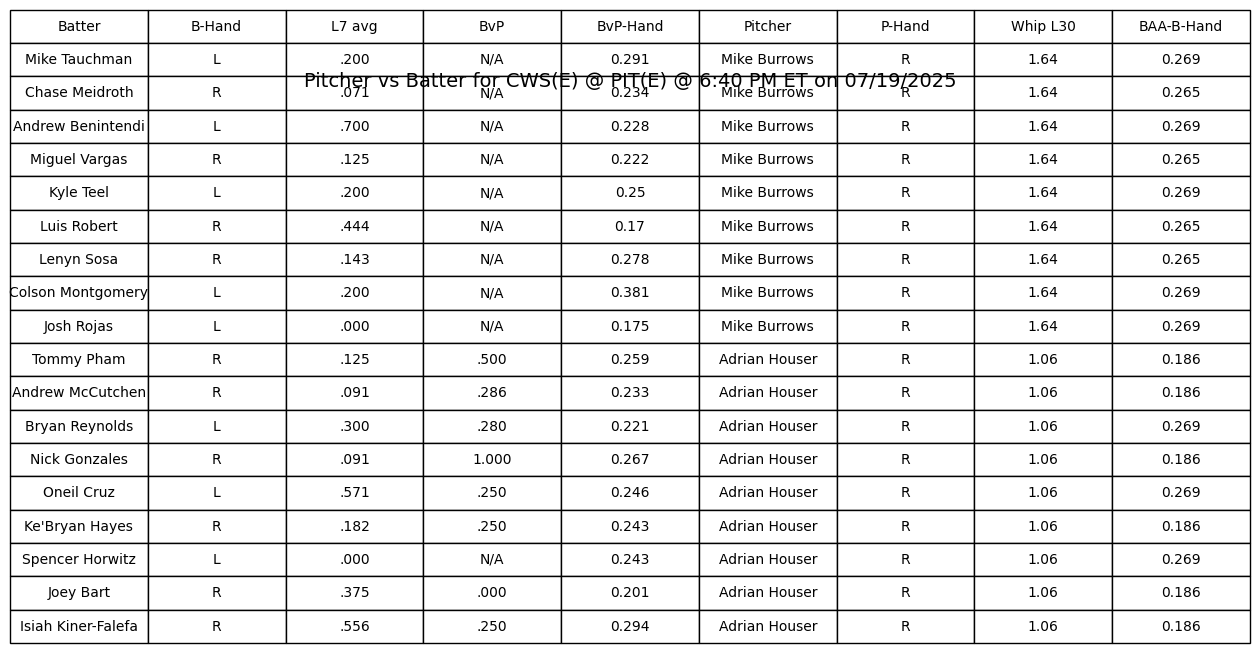 Batter B-Hand L7 avg BvP BvP-Hand Pitcher P-Hand Whip L30 BAA-B-Hand
Mike Tauchman L .200 N/A 0.291 Mike Burrows R 1.64 0.269
Pitcher vs Batter for CWS(E) @ PIT(E) @ 6:40 PM ET on 07/19/2025
Chase Meidroth R .071 N/A 0.234 Mike Burrows R 1.64 0.265
Andrew Benintendi L .700 N/A 0.228 Mike Burrows R 1.64 0.269
Miguel Vargas R .125 N/A 0.222 Mike Burrows R 1.64 0.265
Kyle Teel L .200 N/A 0.25 Mike Burrows R 1.64 0.269
Luis Robert R .444 N/A 0.17 Mike Burrows R 1.64 0.265
Lenyn Sosa R .143 N/A 0.278 Mike Burrows R 1.64 0.265
Colson Montgomery L .200 N/A 0.381 Mike Burrows R 1.64 0.269
Josh Rojas L .000 N/A 0.175 Mike Burrows R 1.64 0.269
Tommy Pham R .125 .500 0.259 Adrian Houser R 1.06 0.186
Andrew McCutchen R .091 .286 0.233 Adrian Houser R 1.06 0.186
Bryan Reynolds L .300 .280 0.221 Adrian Houser R 1.06 0.269
Nick Gonzales R .091 1.000 0.267 Adrian Houser R 1.06 0.186
Oneil Cruz L .571 .250 0.246 Adrian Houser R 1.06 0.269
Ke'Bryan Hayes R .182 .250 0.243 Adrian Houser R 1.06 0.186
Spencer Horwitz L .000 N/A 0.243 Adrian Houser R 1.06 0.269
Joey Bart R .375 .000 0.201 Adrian Houser R 1.06 0.186
Isiah Kiner-Falefa R .556 .250 0.294 Adrian Houser R 1.06 0.186